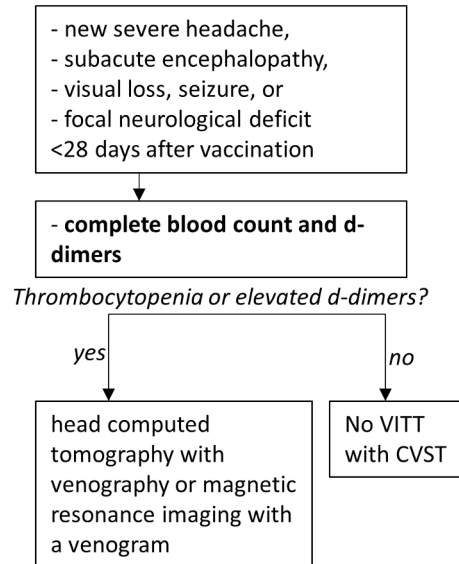 - new severe headache,
- subacute encephalopathy,
- visual loss, seizure, or
- focal neurological deficit
<28 days after vaccination
- complete blood count and d-
dimers
Thrombocytopenia or elevated d-dimers?
yes
no
head computed
tomography with
venography or magnetic
resonance imaging with
a venogram
No VITT
with CVST